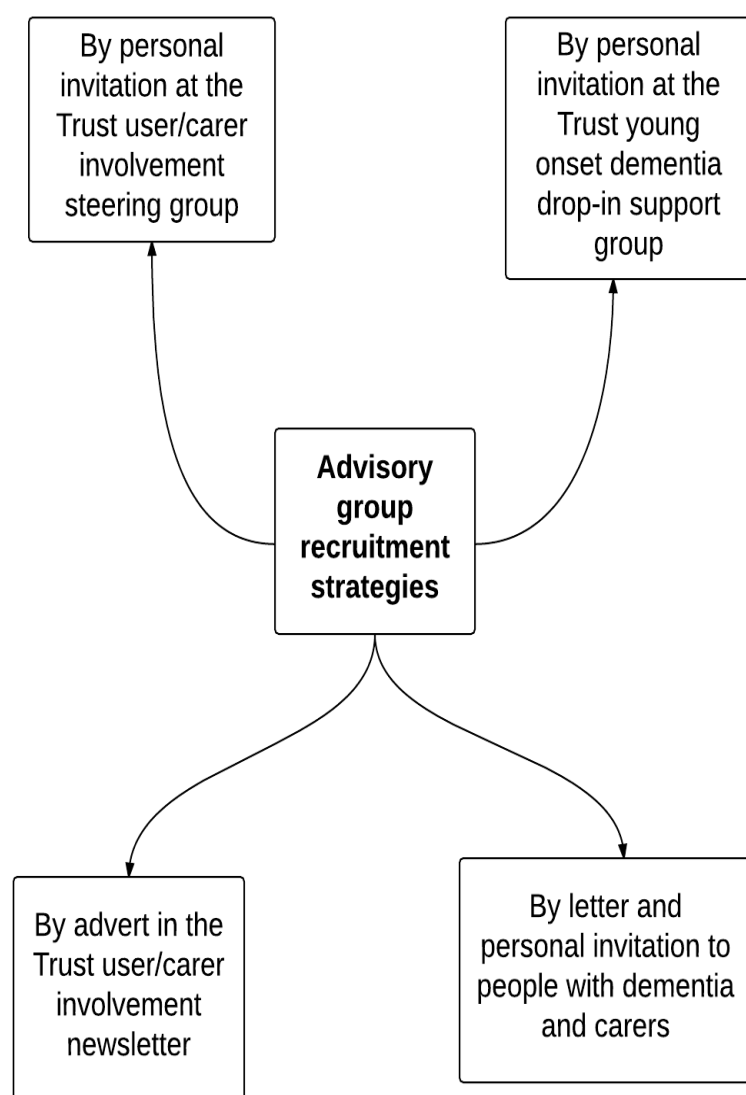 By personal
invitation at the
Trust user/carer
involvement
steering group
By personal
invitation at the
Trust young
onset dementia
drop-in support
group
Advisory
group
recruitment
strategies
By advert in the
Trust user/carer
involvement
newsletter
By letter and
personal invitation to
people with dementia
and carers